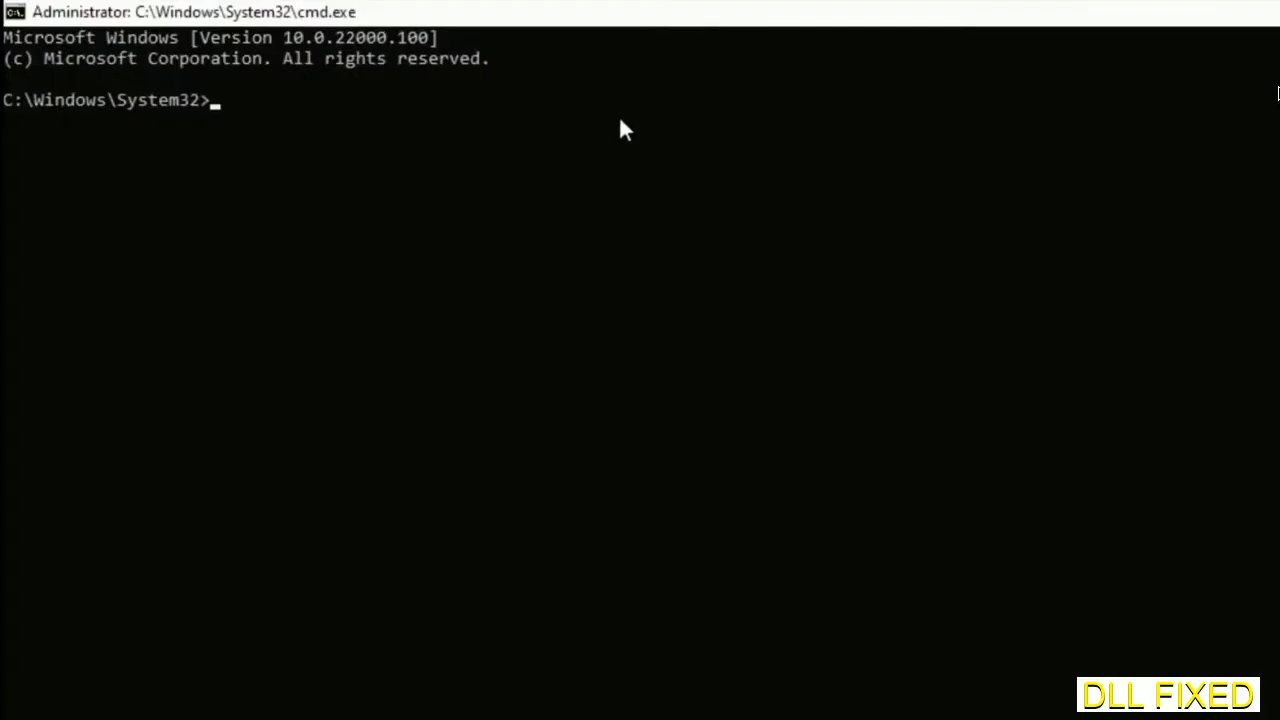 Administrator: C:\Windows\System32\cmd.exe
Microsoft Windows [Version 10.0.22000.100]
(c) Microsoft Corporation. All rights reserved.
C:\Windows\System32>
DLL FIXED